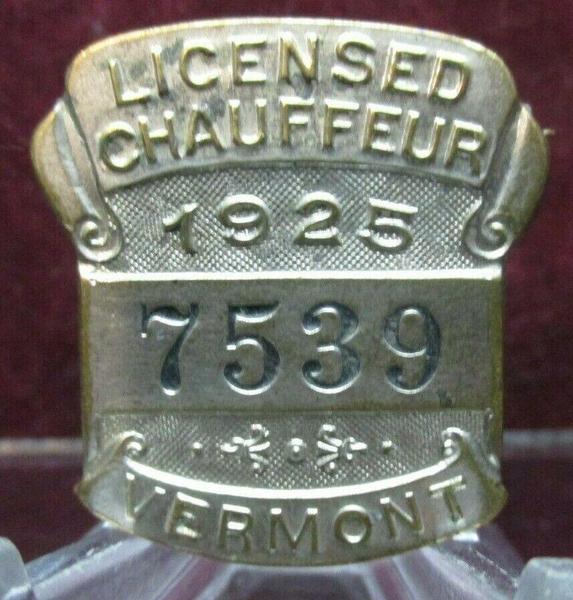 LICENSED
CHAUFFEUR
1925
7539
VERMONT